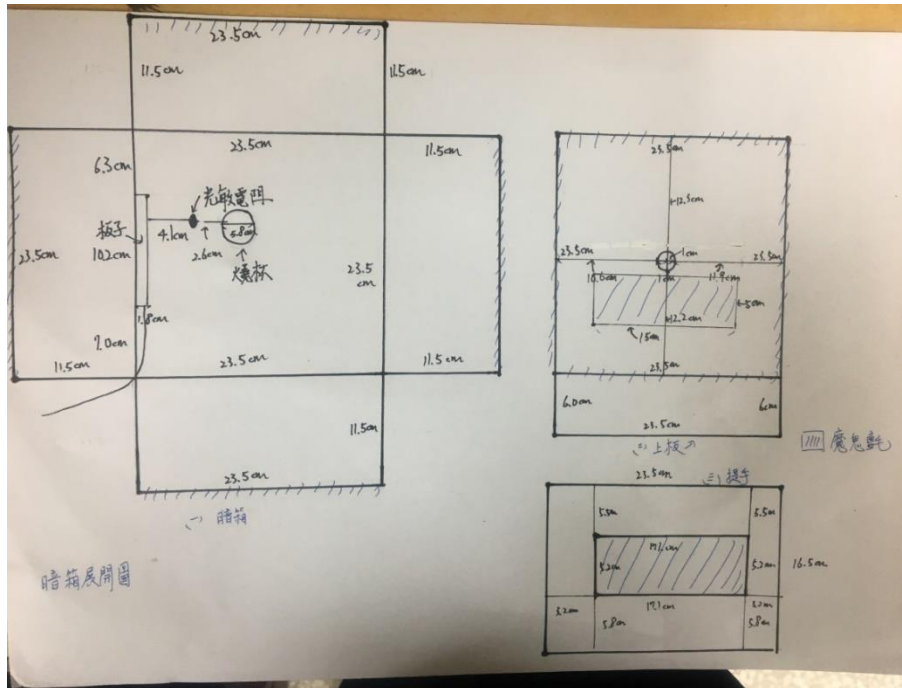 23.5cm
11.5cm
11.5cm
23.5cm
11.5cm
6.3cm
光敏電阻
板子
4.1cm
5.8cm
23.5cm
10.2cm
2.6cm
23.5
cm
燒杯
1.8cm
7.0cm
11.5cm
23.5cm
11.5cm
11.5cm
23.5cm
(一) 暗箱
暗箱展開圖
23.5cm
12.3cm
1cm
23.5cm
23.5cm
10.6cm
1cm
11.9cm
5cm
12.2cm
15cm
23.5cm
6.0cm
6cm
23.5cm
(二) 上板
魔鬼氈
23.5cm
(三) 提手
5.5cm
5.5cm
17.1cm
5.2cm
5.2cm
16.5cm
3.2cm
17.1cm
3.2cm
5.8cm
5.8cm